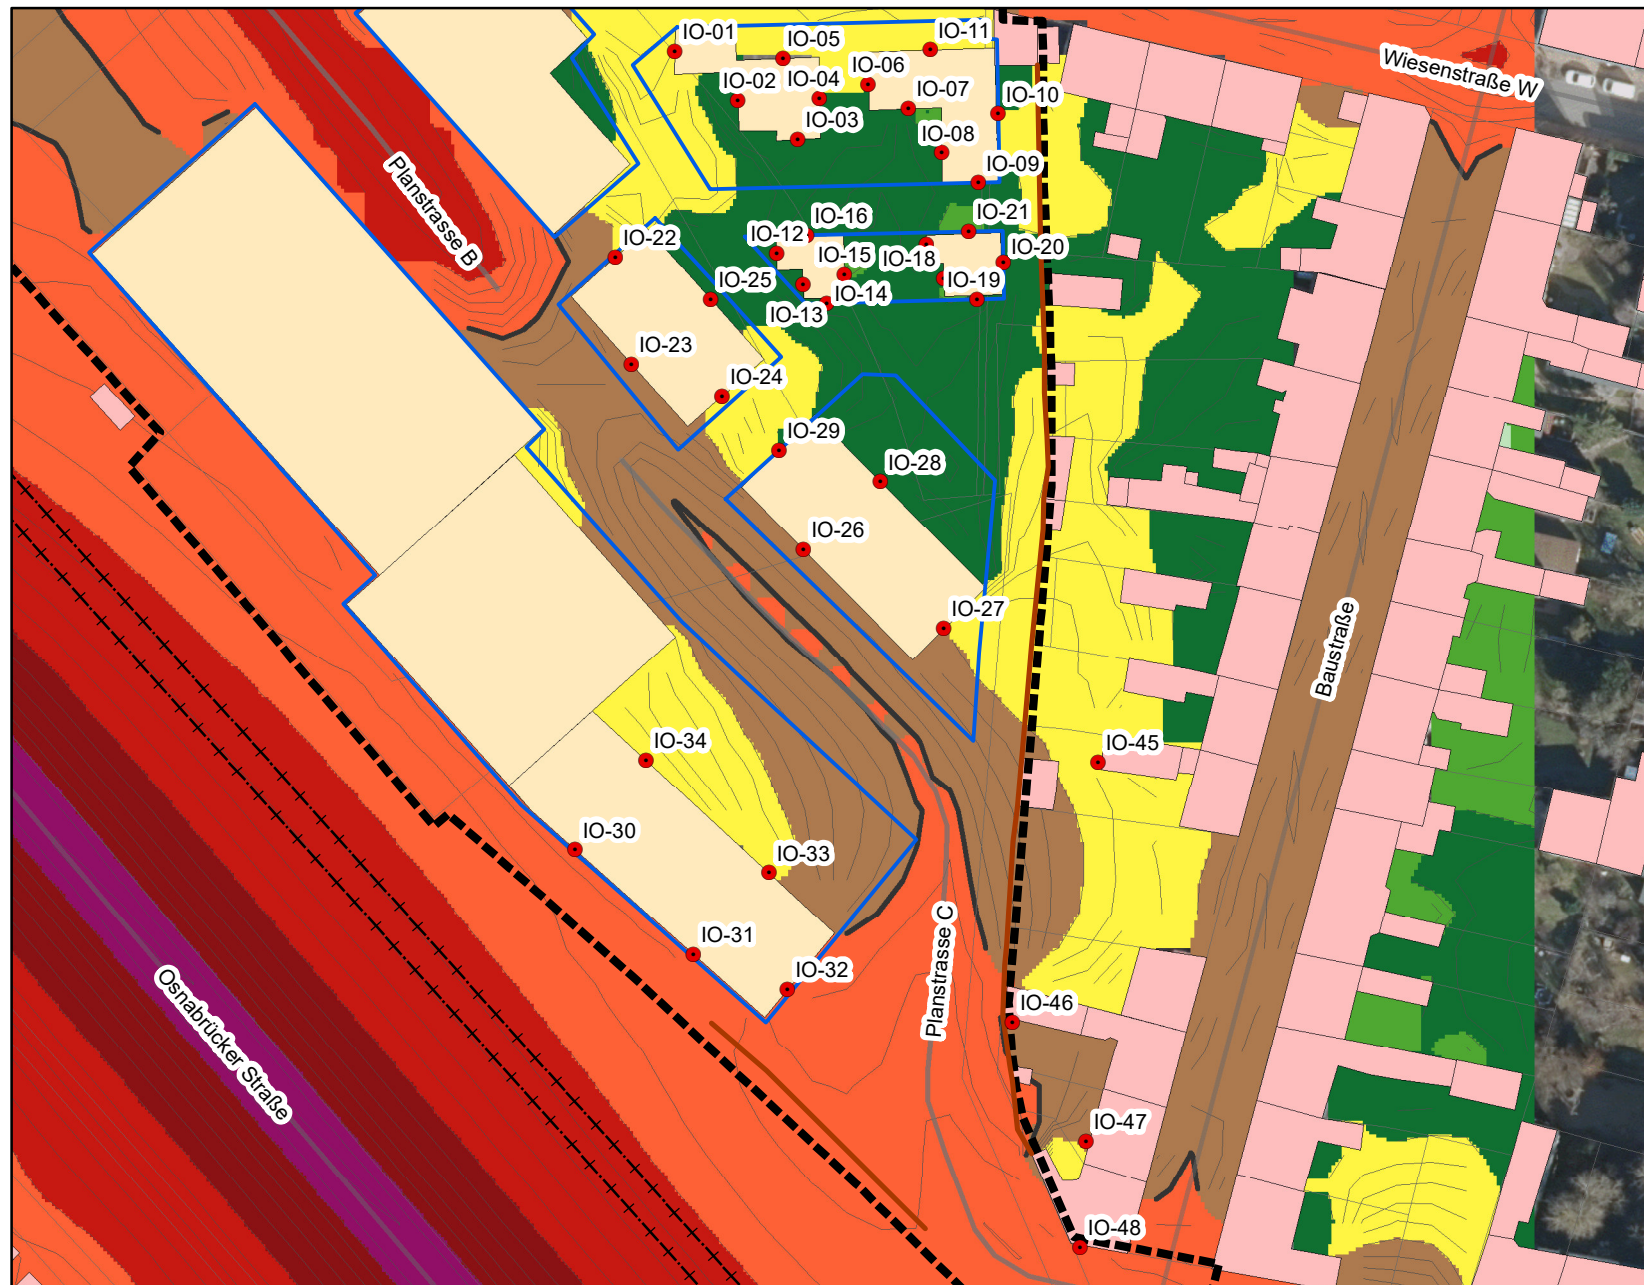 IO-01
IO-05
IO-11
IO-02
IO-04
IO-06
IO-07
IO-10
IO-03
IO-08
IO-09
Wiesenstraße W
Planstrasse B
IO-22
IO-12
IO-16
IO-21
IO-15
IO-18
IO-20
IO-25
IO-13
IO-14
IO-19
IO-23
IO-24
IO-29
IO-28
IO-26
IO-27
Baustraße
IO-34
IO-45
IO-30
IO-33
IO-31
IO-32
Planstrasse C
IO-46
Osnabrücker Straße
IO-47
IO-48